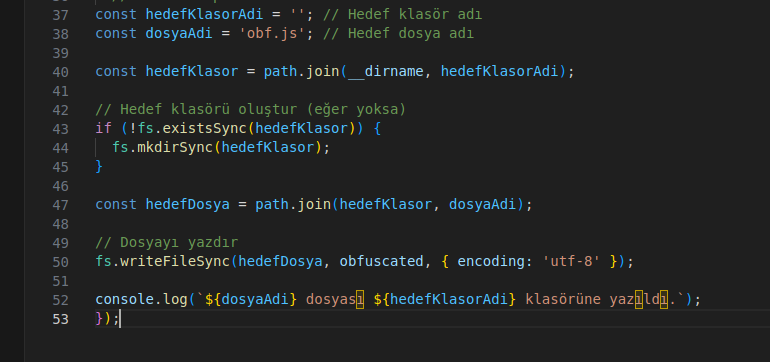 37 const hedefKlasorAdi = ''; // Hedef klasör adı
38 const dosyaAdi = 'obf.js'; // Hedef dosya adı
39
40 const hedefKlasor = path.join(__dirname, hedefKlasorAdi);
41
42 // Hedef klasörü oluştur (eğer yoksa)
43 if (!fs.existsSync(hedefKlasor)) {
44 fs.mkdirSync(hedefKlasor);
45 }
46
47 const hedefDosya = path.join(hedefKlasor, dosyaAdi);
48
49 // Dosyayı yazdır
50 fs.writeFileSync(hedefDosya, obfuscated, { encoding: 'utf-8' });
51
52 console.log(`${dosyaAdi} dosyası ${hedefKlasorAdi} klasörüne yazıldı.`);
53 });